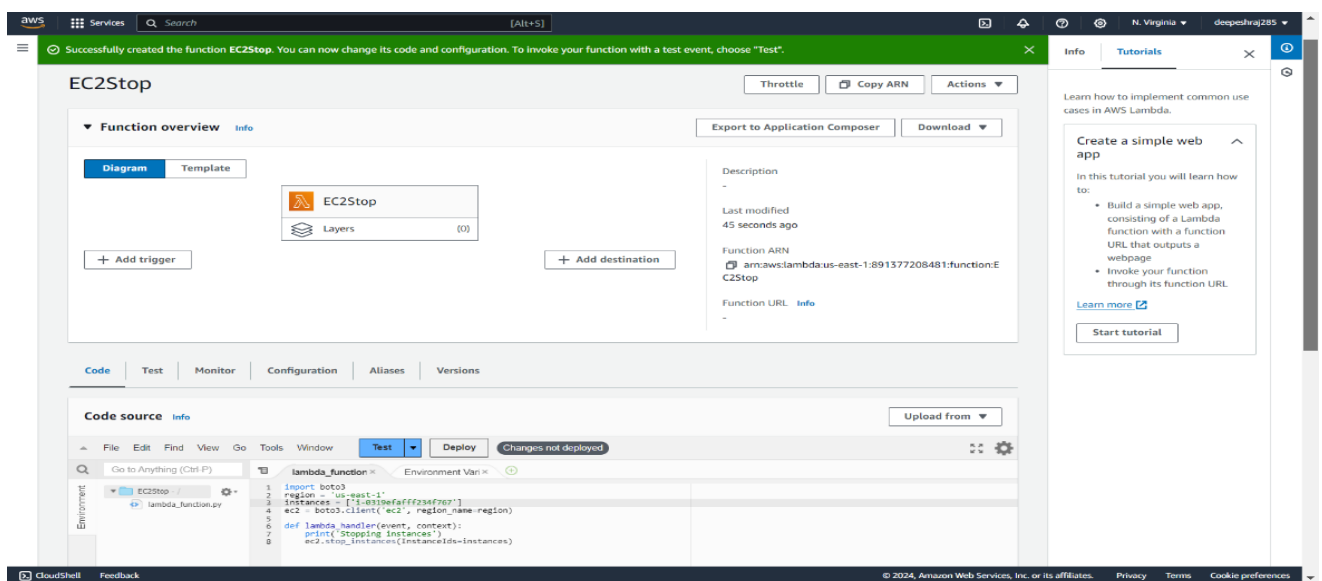 aws Services Search [Alt+S] N. Virginia deepeshraj285
Successfully created the function EC2Stop. You can now change its code and configuration. To invoke your function with a test event, choose "Test".
Info Tutorials
EC2Stop
Throttle Copy ARN Actions
Learn how to implement common use
cases in AWS Lambda.
Function overview Info
Export to Application Composer Download
Create a simple web
app
In this tutorial you will learn how
to:
Build a simple web app,
consisting of a Lambda
function with a function
URL that outputs a
webpage
Invoke your function
through its function URL
Learn more
Start tutorial
Diagram Template
EC2Stop
Layers (0)
+ Add trigger
+ Add destination
Description
-
Last modified
45 seconds ago
Function ARN
arn:aws:lambda:us-east-1:891377208481:function:E
C2Stop
Function URL Info
-
Code Test Monitor Configuration Aliases Versions
Code source Info
Upload from
File Edit Find View Go Tools Window Test Deploy Changes not deployed
Go to Anything (Ctrl-P)
lambda_function × Environment Vari ×
Environment
EC2Stop - /
lambda_function.py
1 import boto3
2 region = 'us-east-1'
3 instances = ['i-0319efafff234f767']
4 ec2 = boto3.client('ec2', region_name=region)
5
6 def lambda_handler(event, context):
7 print('Stopping instances')
8 ec2.stop_instances(InstanceIds=instances)
CloudShell Feedback © 2024, Amazon Web Services, Inc. or its affiliates. Privacy Terms Cookie preferences